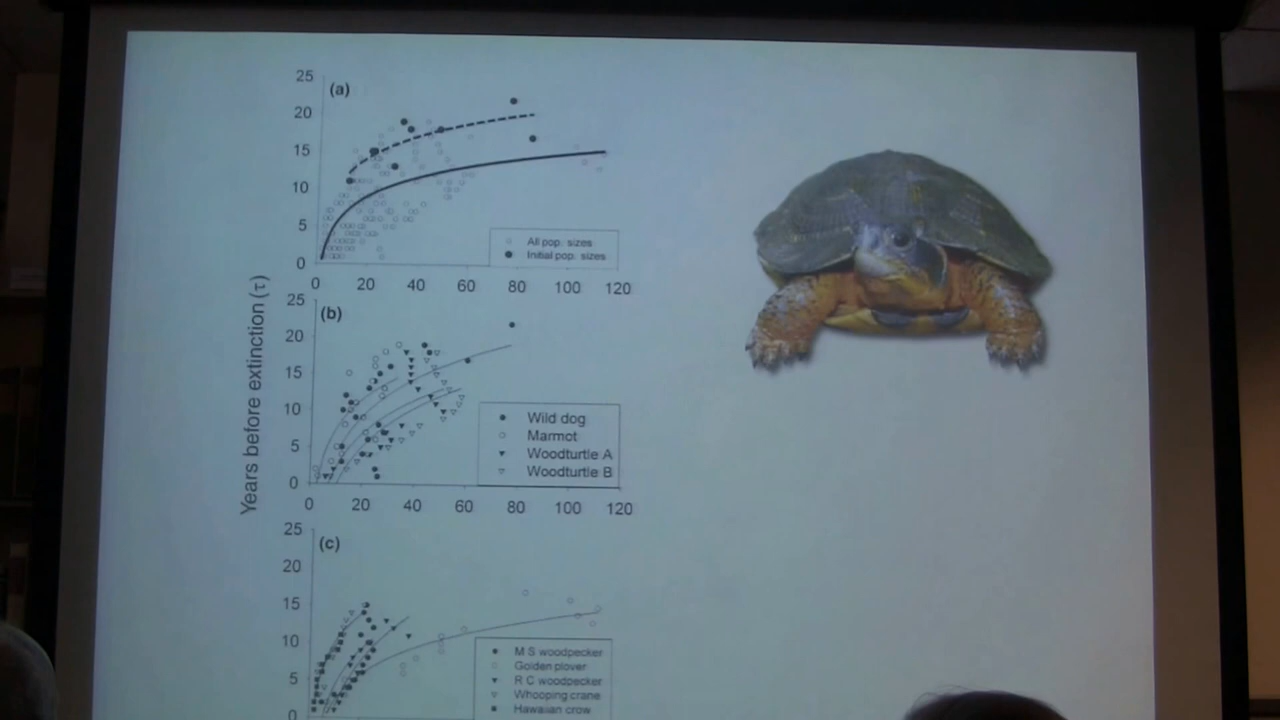 25
(a)
20
15
10
5
0
All pop. sizes
Initial pop. sizes
0 20 40 60 80 100 120
Years before extinction (τ)
25
(b)
20
15
10
5
0
Wild dog
Marmot
Woodturtle A
Woodturtle B
0 20 40 60 80 100 120
25
(c)
20
15
10
5
0
M S woodpecker
Golden plover
R C woodpecker
Whooping crane
Hawaiian crow